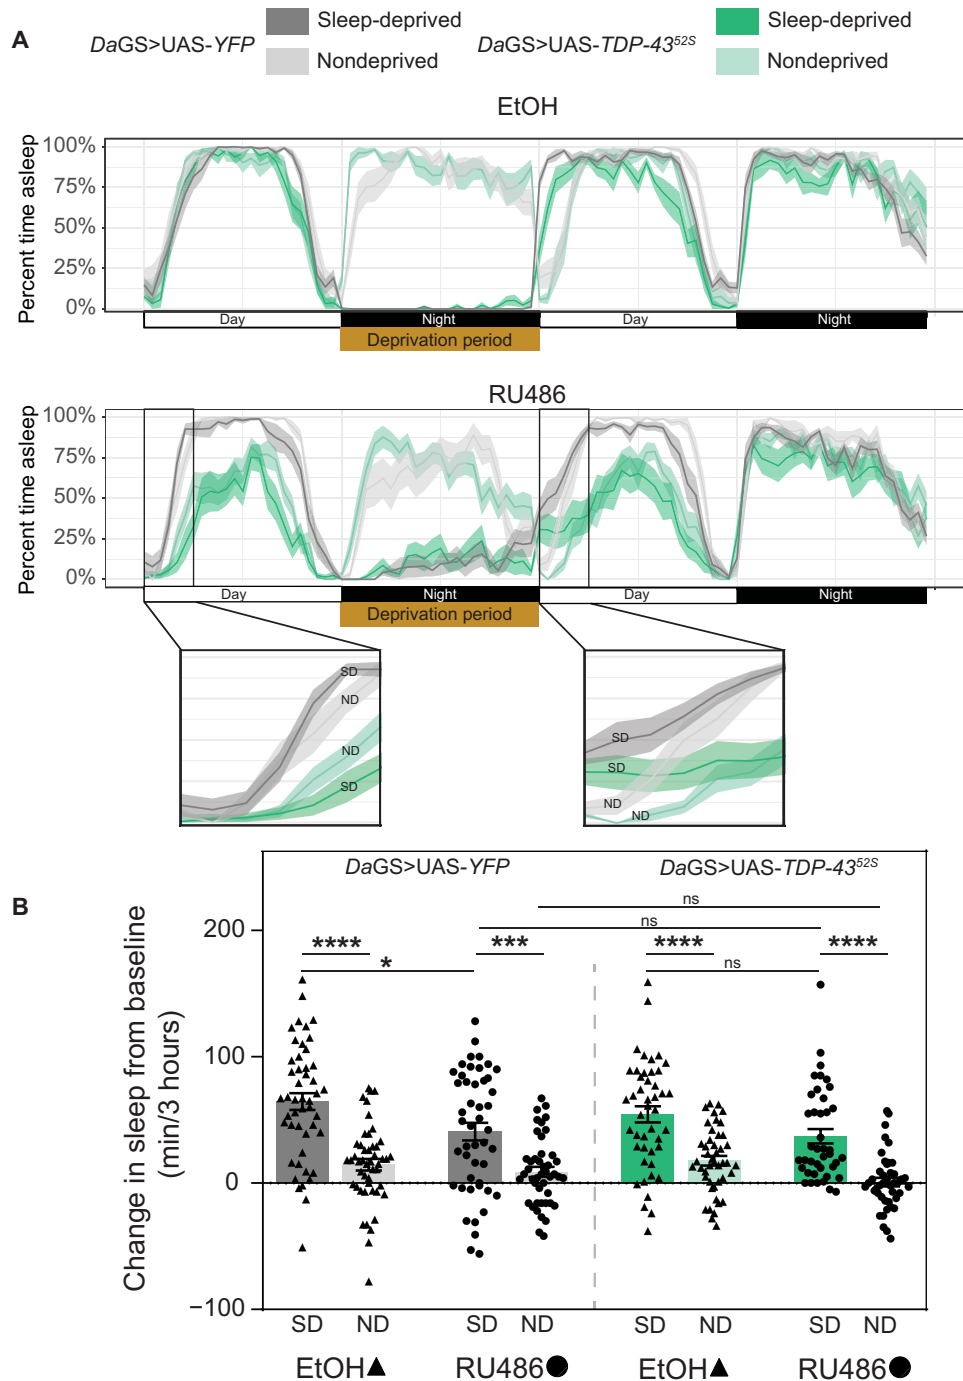 A
DaGS>UAS-YFP
Sleep-deprived
Nondeprived
DaGS>UAS-TDP-43^52S
Sleep-deprived
Nondeprived
EtOH
Percent time asleep
100%
75%
50%
25%
0%
Day
Night
Day
Night
Deprivation period
RU486
Percent time asleep
100%
75%
50%
25%
0%
Day
Night
Day
Night
Deprivation period
SD
ND
ND
SD
SD
SD
ND
ND
B
DaGS>UAS-YFP
DaGS>UAS-TDP-43^52S
Change in sleep from baseline
(min/3 hours)
200
100
0
−100
ns
ns
****
***
****
****
*
ns
SD
ND
SD
ND
SD
ND
SD
ND
EtOH▲
RU486●
EtOH▲
RU486●